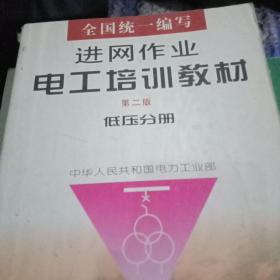 全国统一编写
进网作业
电工培训教材
第二版
低压分册
中华人民共和国电力工业部